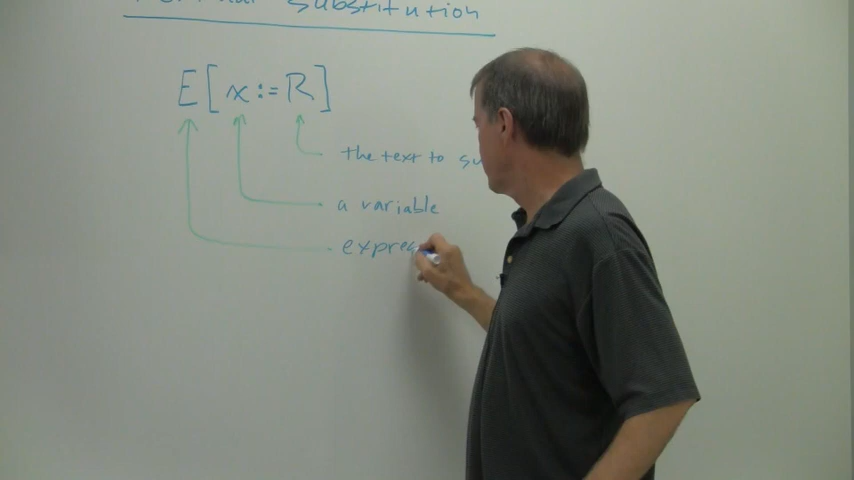 substitution
E[x:=R]
the text to su
a variable
expres